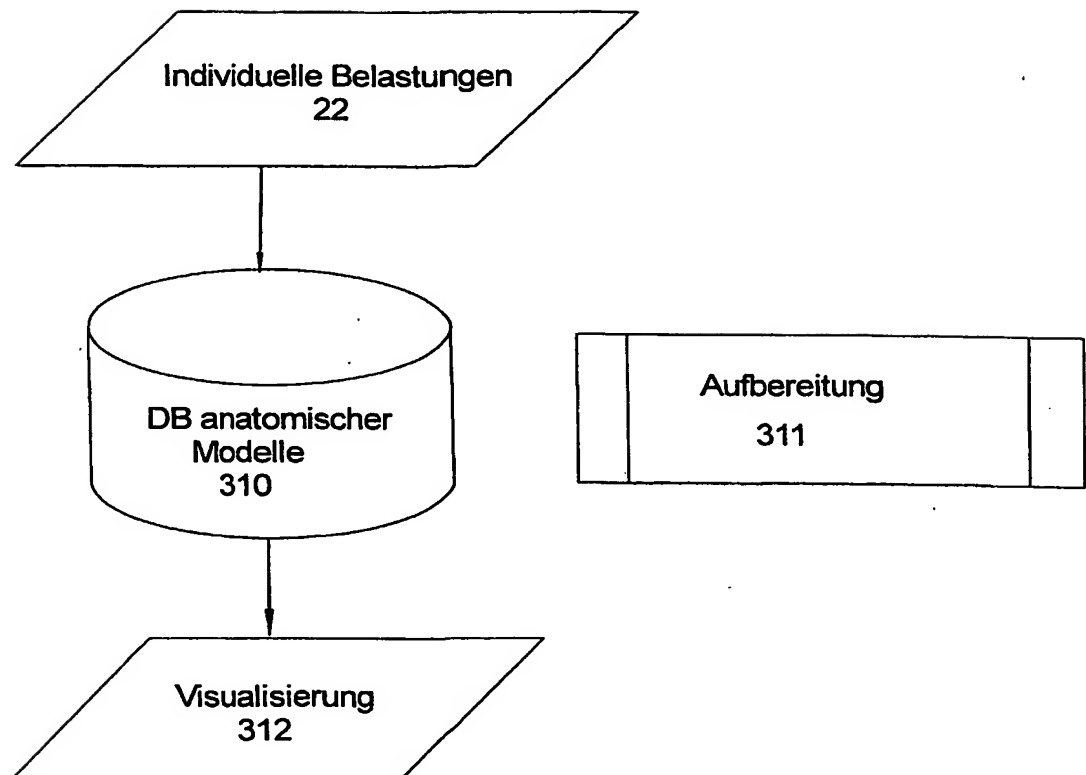 Individuelle Belastungen
22
DB anatomischer
Modelle
310
Aufbereitung
311
Visualisierung
312